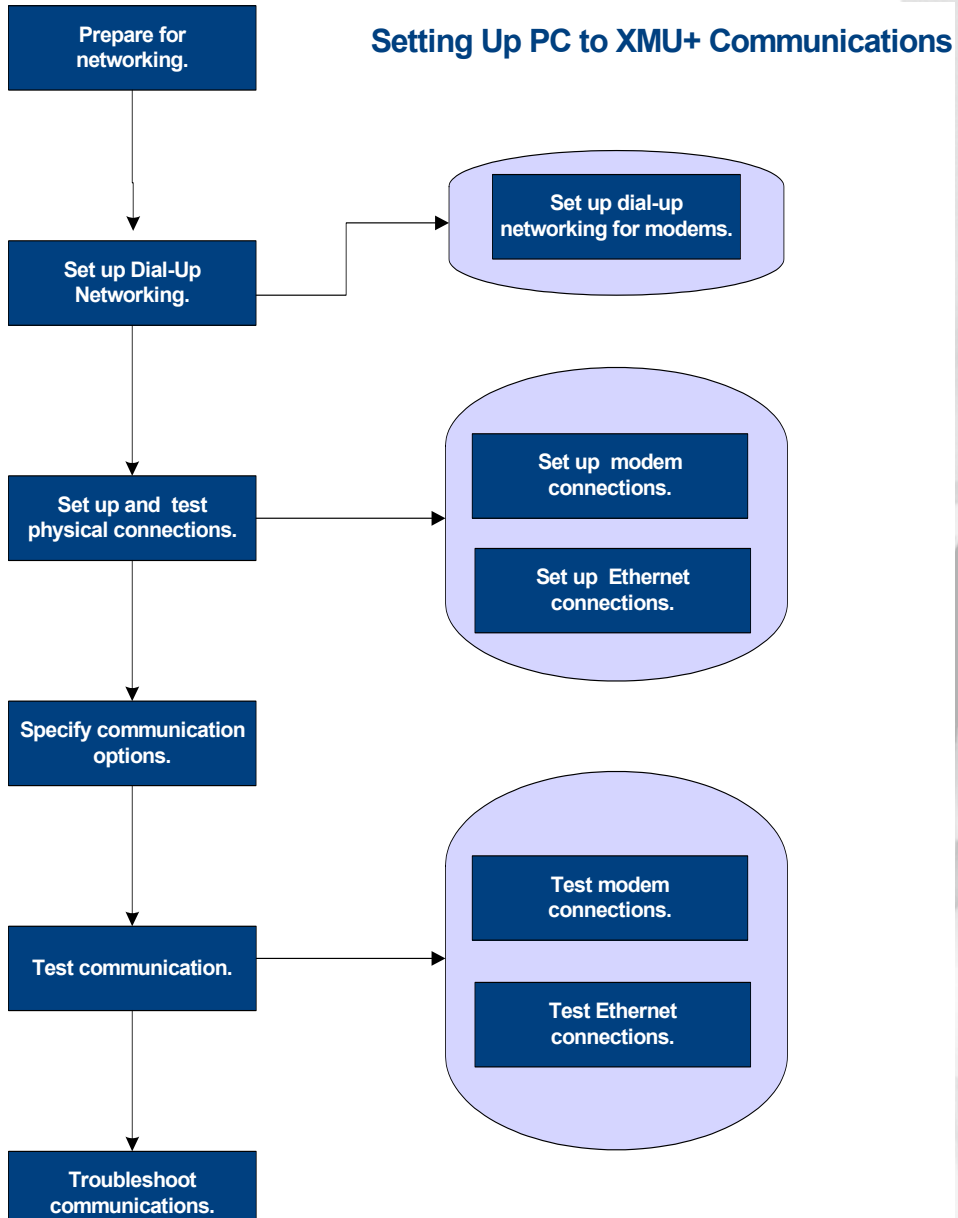 Setting Up PC to XMU+ Communications
Prepare for
networking.
Set up Dial-Up
Networking.
Set up dial-up
networking for modems.
Set up and test
physical connections.
Set up modem
connections.
Set up Ethernet
connections.
Specify communication
options.
Test communication.
Test modem
connections.
Test Ethernet
connections.
Troubleshoot
communications.